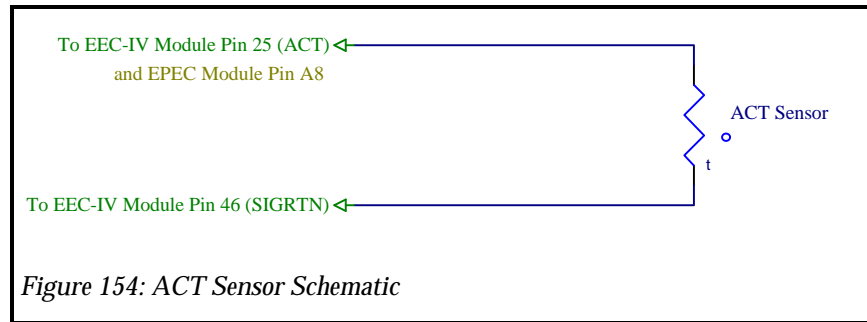 To EEC-IV Module Pin 25 (ACT)
and EPEC Module Pin A8
ACT Sensor
t
To EEC-IV Module Pin 46 (SIGRTN)
Figure 154: ACT Sensor Schematic